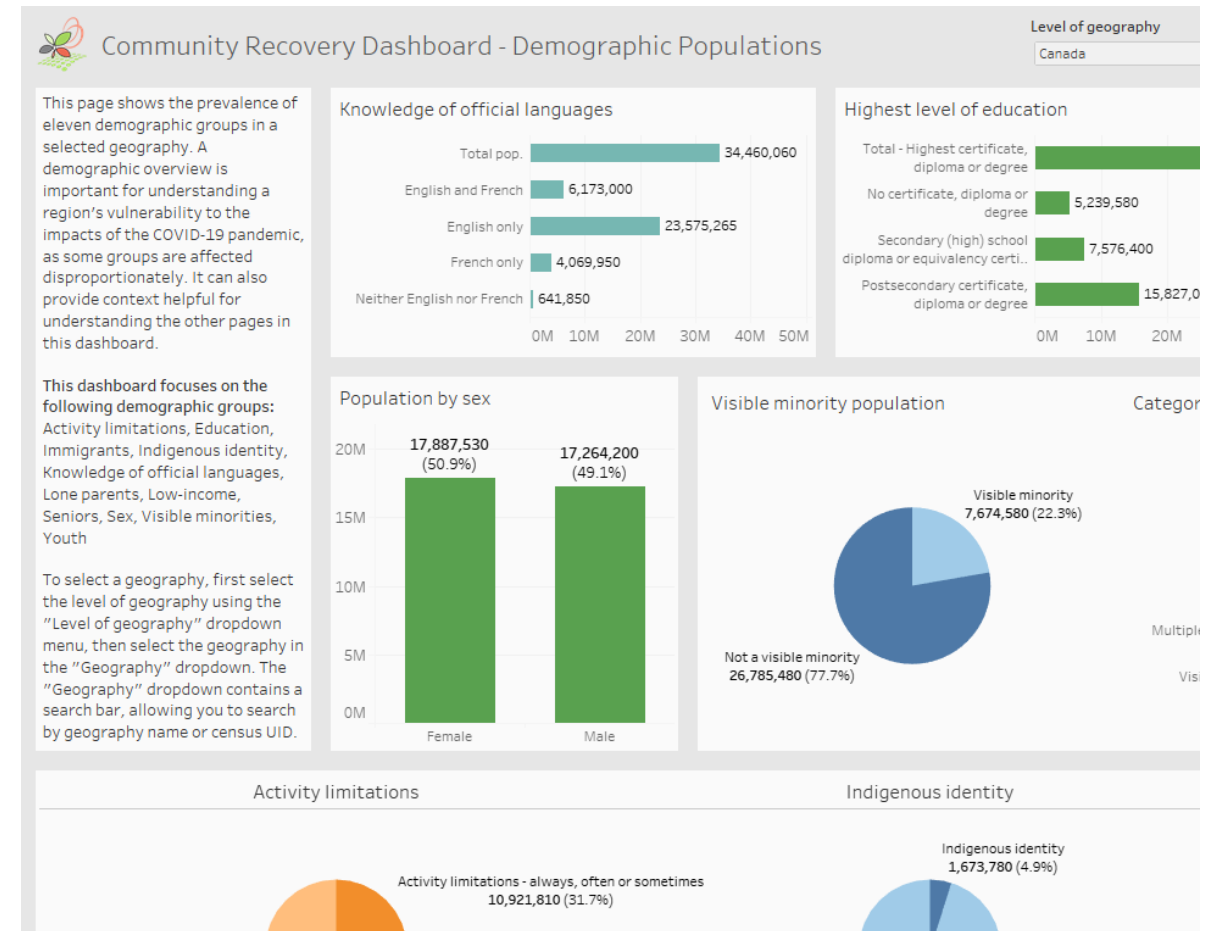 Community Recovery Dashboard - Demographic Populations
Level of geography
Canada
This page shows the prevalence of
eleven demographic groups in a
selected geography. A
demographic overview is
important for understanding a
region's vulnerability to the
impacts of the COVID-19 pandemic,
as some groups are affected
disproportionately. It can also
provide context helpful for
understanding the other pages in
this dashboard.
This dashboard focuses on the
following demographic groups:
Activity limitations, Education,
Immigrants, Indigenous identity,
Knowledge of official languages,
Lone parents, Low-income,
Seniors, Sex, Visible minorities,
Youth
To select a geography, first select
the level of geography using the
"Level of geography" dropdown
menu, then select the geography in
the "Geography" dropdown. The
"Geography" dropdown contains a
search bar, allowing you to search
by geography name or census UID.
Knowledge of official languages
Total pop. 34,460,060
English and French 6,173,000
English only 23,575,265
French only 4,069,950
Neither English nor French 641,850
0M 10M 20M 30M 40M 50M
Highest level of education
Total - Highest certificate,
diploma or degree
No certificate, diploma or
degree
5,239,580
Secondary (high) school
diploma or equivalency certi..
7,576,400
Postsecondary certificate,
diploma or degree
15,827,0
0M 10M 20M
Population by sex
20M
15M
10M
5M
0M
17,887,530
(50.9%)
17,264,200
(49.1%)
Female Male
Visible minority population
Categor
Visible minority
7,674,580 (22.3%)
Not a visible minority
26,785,480 (77.7%)
Multiple
Visi
Activity limitations
Activity limitations - always, often or sometimes
10,921,810 (31.7%)
Indigenous identity
Indigenous identity
1,673,780 (4.9%)